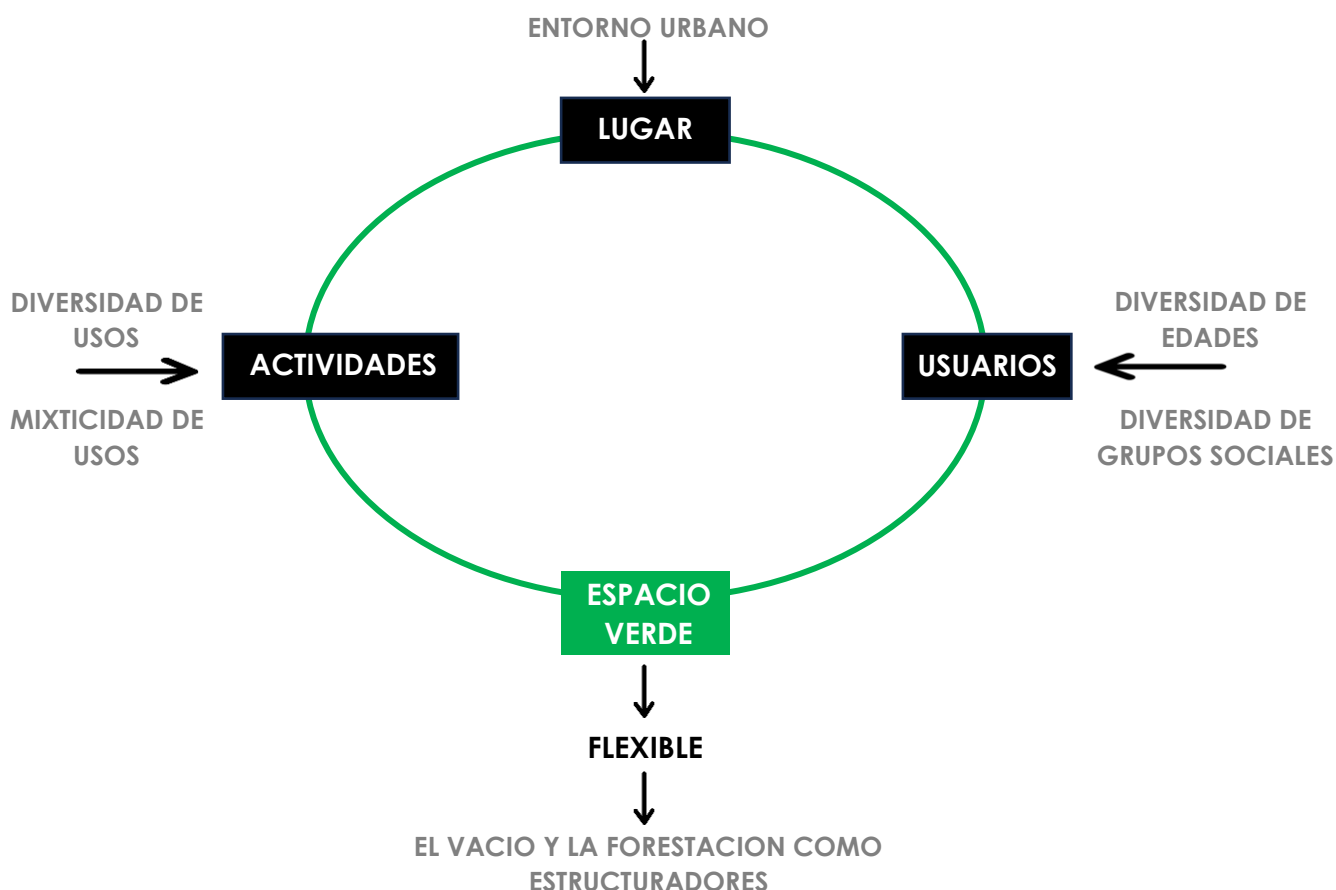 ENTORNO URBANO
LUGAR
DIVERSIDAD DE
USOS
MIXTICIDAD DE
USOS
ACTIVIDADES
USUARIOS
DIVERSIDAD DE
EDADES
DIVERSIDAD DE
GRUPOS SOCIALES
ESPACIO
VERDE
FLEXIBLE
EL VACIO Y LA FORESTACION COMO
ESTRUCTURADORES